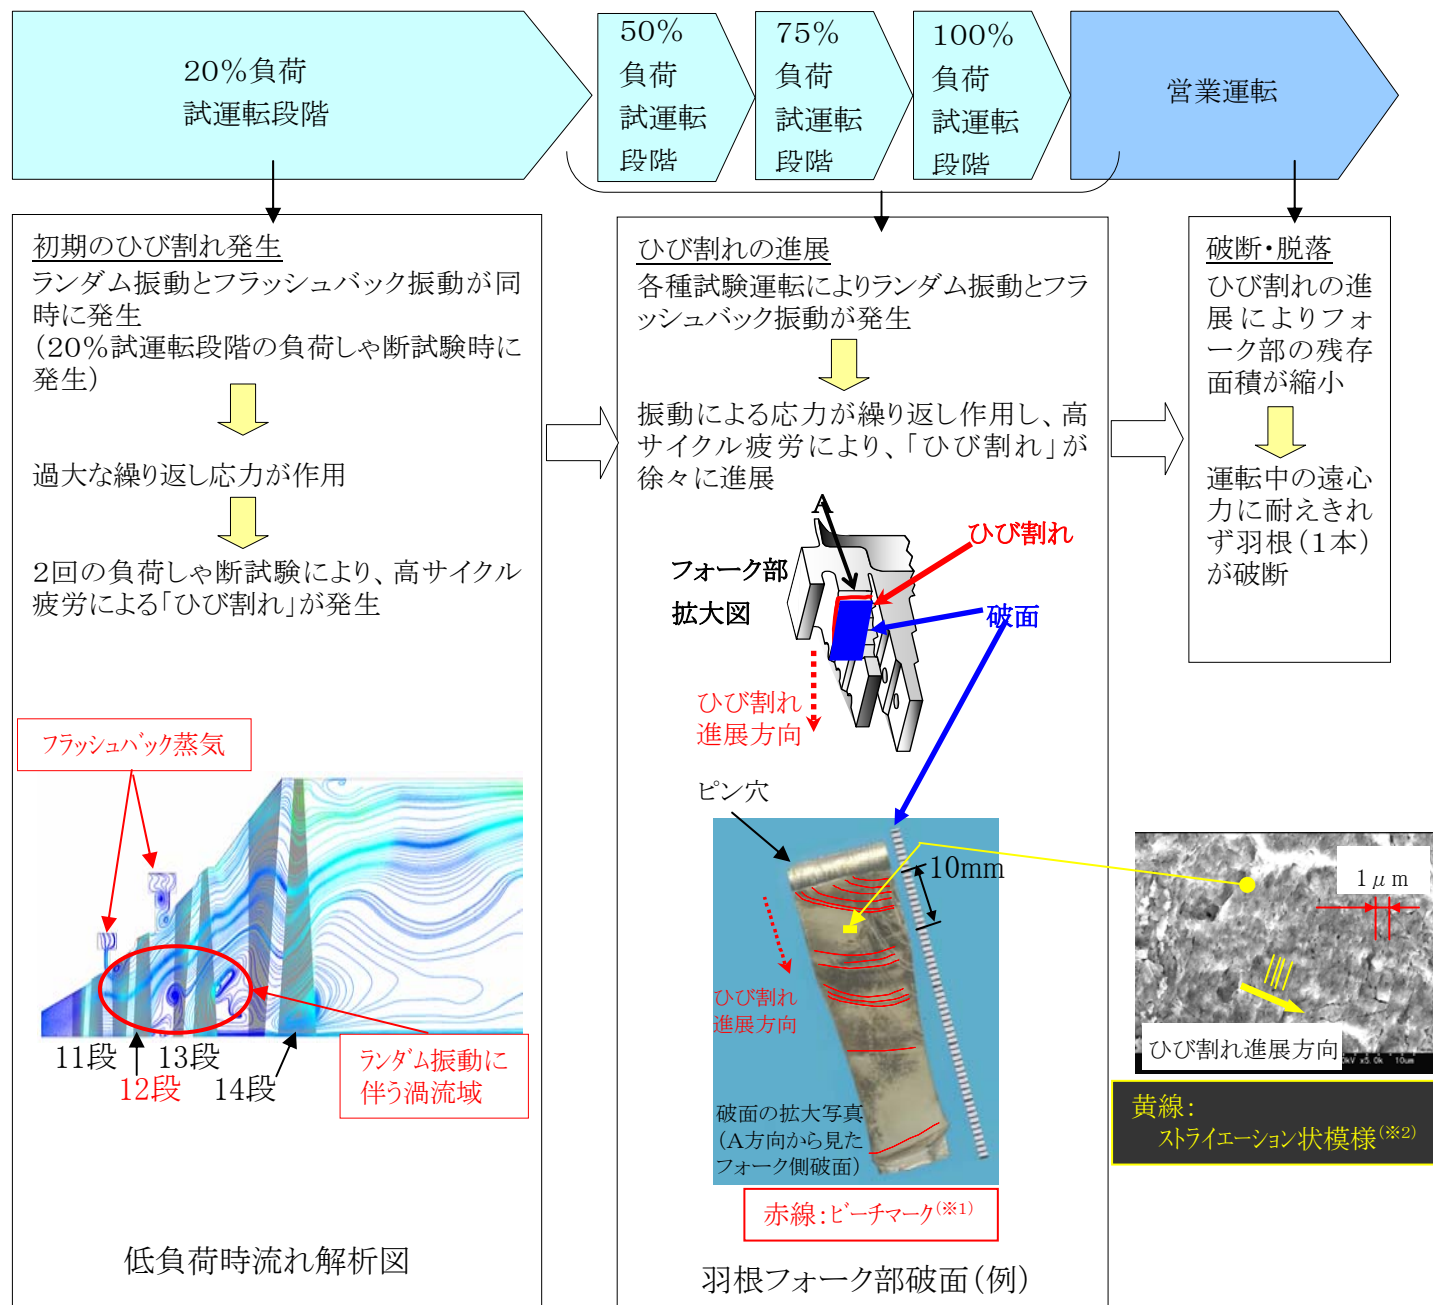 20%負荷
試運転段階
50%
負荷
試運転
段階
75%
負荷
試運転
段階
100%
負荷
試運転
段階
営業運転
初期のひび割れ発生
ランダム振動とフラッシュバック振動が同
時に発生
(20%試運転段階の負荷しゃ断試験時に
発生)
過大な繰り返し応力が作用
2回の負荷しゃ断試験により、高サイクル
疲労による「ひび割れ」が発生
フラッシュバック蒸気
11段
12段
13段
14段
ランダム振動に
伴う渦流域
低負荷時流れ解析図
ひび割れの進展
各種試験運転によりランダム振動とフラ
ッシュバック振動が発生
振動による応力が繰り返し作用し、高
サイクル疲労により、「ひび割れ」が
徐々に進展
A
ひび割れ
フォーク部
拡大図
破面
ひび割れ
進展方向
ピン穴
10mm
ひび割れ
進展方向
破面の拡大写真
(A方向から見た
フォーク側破面)
赤線:ビーチマーク(※1)
羽根フォーク部破面(例)
破断・脱落
ひび割れの進
展によりフォ
ーク部の残存
面積が縮小
運転中の遠心
力に耐えきれ
ず羽根(1本)
が破断
1μm
ひび割れ進展方向
kV x5.0k 10um
黄線:
ストライエーション状模様(※2)